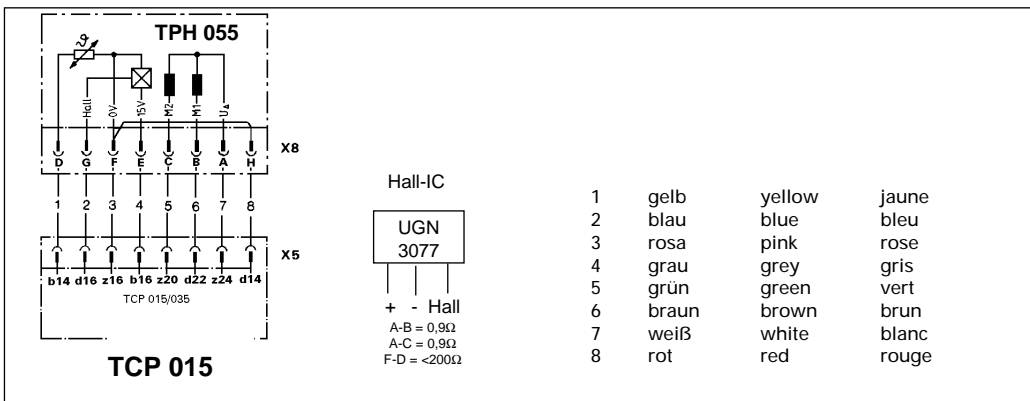 TPH 055
ϑ
Hall
0V
15V
M2
M1
U
D G F E C B A H
X8
1 2 3 4 5 6 7 8
X5
b14 d16 z16 b16 z20 d22 z24 d14
TCP 015/035
TCP 015
Hall-IC
UGN
3077
+ - Hall
A-B = 0,9Ω
A-C = 0,9Ω
F-D = <200Ω
1 gelb yellow jaune
2 blau blue bleu
3 rosa pink rose
4 grau grey gris
5 grün green vert
6 braun brown brun
7 weiß white blanc
8 rot red rouge